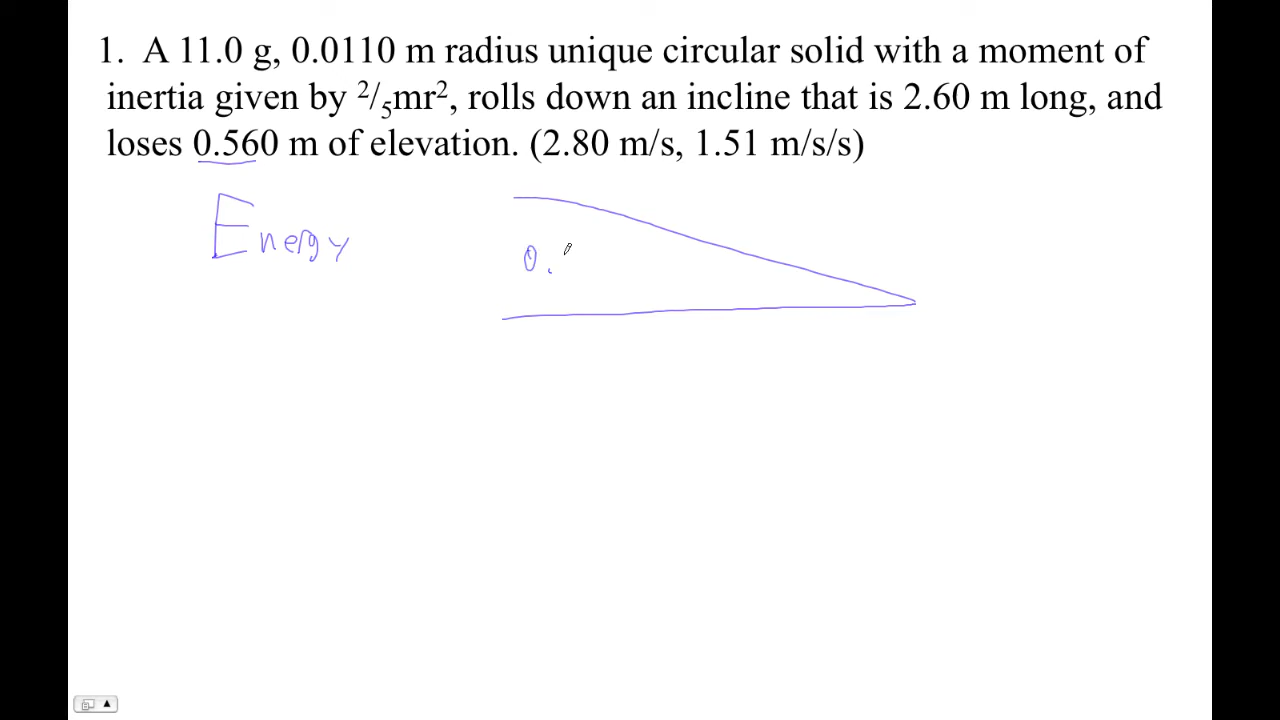 1. A 11.0 g, 0.0110 m radius unique circular solid with a moment of
inertia given by ²/₅mr², rolls down an incline that is 2.60 m long, and
loses 0.560 m of elevation. (2.80 m/s, 1.51 m/s/s)
Energy
0.